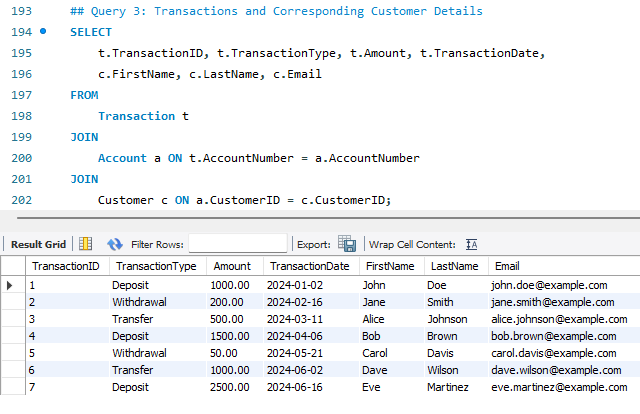 193 ## Query 3: Transactions and Corresponding Customer Details
194 SELECT
195 t.TransactionID, t.TransactionType, t.Amount, t.TransactionDate,
196 c.FirstName, c.LastName, c.Email
197 FROM
198 Transaction t
199 JOIN
200 Account a ON t.AccountNumber = a.AccountNumber
201 JOIN
202 Customer c ON a.CustomerID = c.CustomerID;
Result Grid Filter Rows: Export: Wrap Cell Content:
TransactionID TransactionType Amount TransactionDate FirstName LastName Email
1 Deposit 1000.00 2024-01-02 John Doe john.doe@example.com
2 Withdrawal 200.00 2024-02-16 Jane Smith jane.smith@example.com
3 Transfer 500.00 2024-03-11 Alice Johnson alice.johnson@example.com
4 Deposit 1500.00 2024-04-06 Bob Brown bob.brown@example.com
5 Withdrawal 50.00 2024-05-21 Carol Davis carol.davis@example.com
6 Transfer 1000.00 2024-06-02 Dave Wilson dave.wilson@example.com
7 Deposit 2500.00 2024-06-16 Eve Martinez eve.martinez@example.com